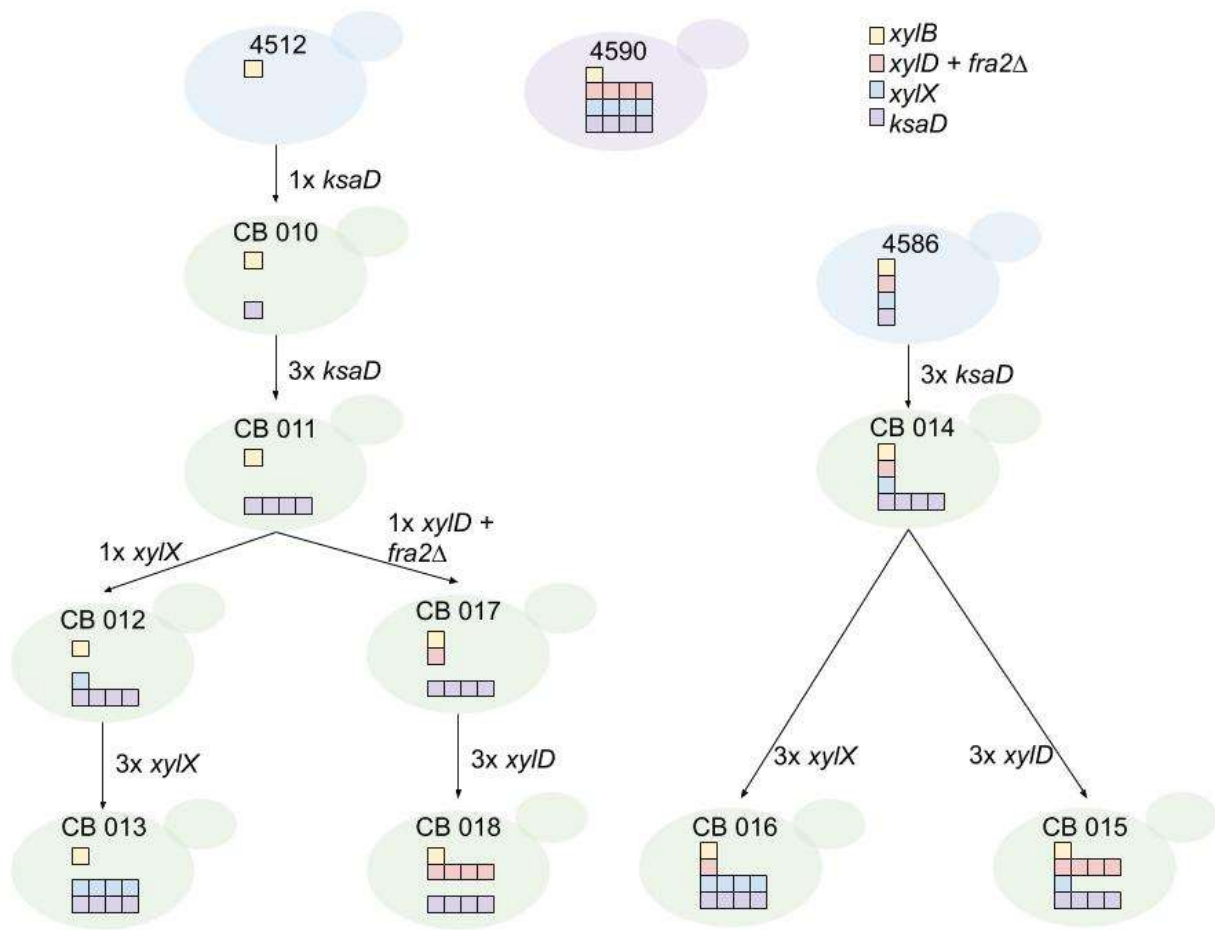 4512
4590
xylB
xylD + fra2Δ
xylX
ksaD
1x ksaD
CB 010
4586
3x ksaD
3x ksaD
CB 011
CB 014
1x xylX
1x xylD +
fra2Δ
CB 012
CB 017
3x xylX
3x xylD
3x xylX
3x xylD
CB 013
CB 018
CB 016
CB 015